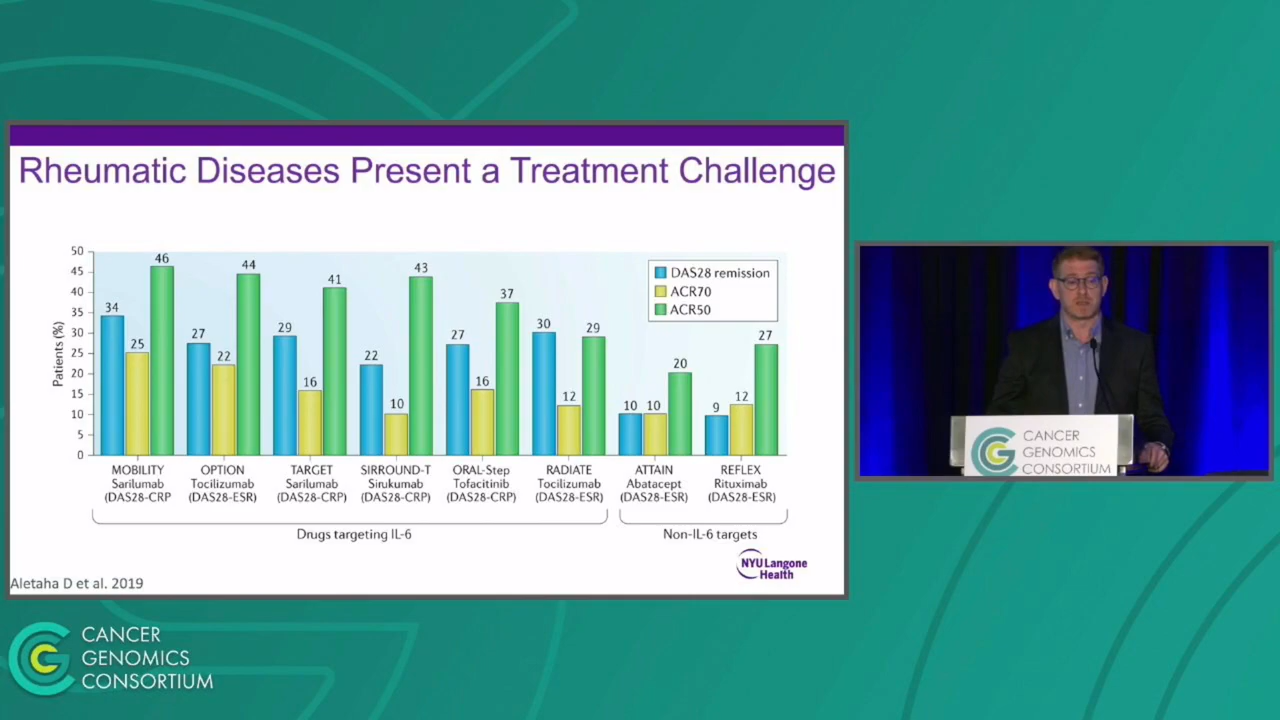 Rheumatic Diseases Present a Treatment Challenge
50
45
40
35
30
25
20
15
10
5
0
Patients (%)
34
25
46
27
22
44
29
16
41
22
10
43
27
16
37
30
12
29
10
10
20
9
12
27
DAS28 remission
ACR70
ACR50
MOBILITY
Sarilumab
(DAS28-CRP
OPTION
Tocilizumab
(DAS28-ESR)
TARGET
Sarilumab
(DAS28-CRP)
SIRROUND-T
Sirukumab
(DAS28-CRP)
ORAL-Step
Tofacitinib
(DAS28-CRP)
RADIATE
Tocilizumab
(DAS28-ESR)
ATTAIN
Abatacept
(DAS28-ESR)
REFLEX
Rituximab
(DAS28-ESR)
Drugs targeting IL-6
Non-IL-6 targets
NYU Langone
Health
Aletaha D et al. 2019
CANCER
GENOMICS
CONSORTIUM
CANCER
GENOMICS
CONSORTIUM